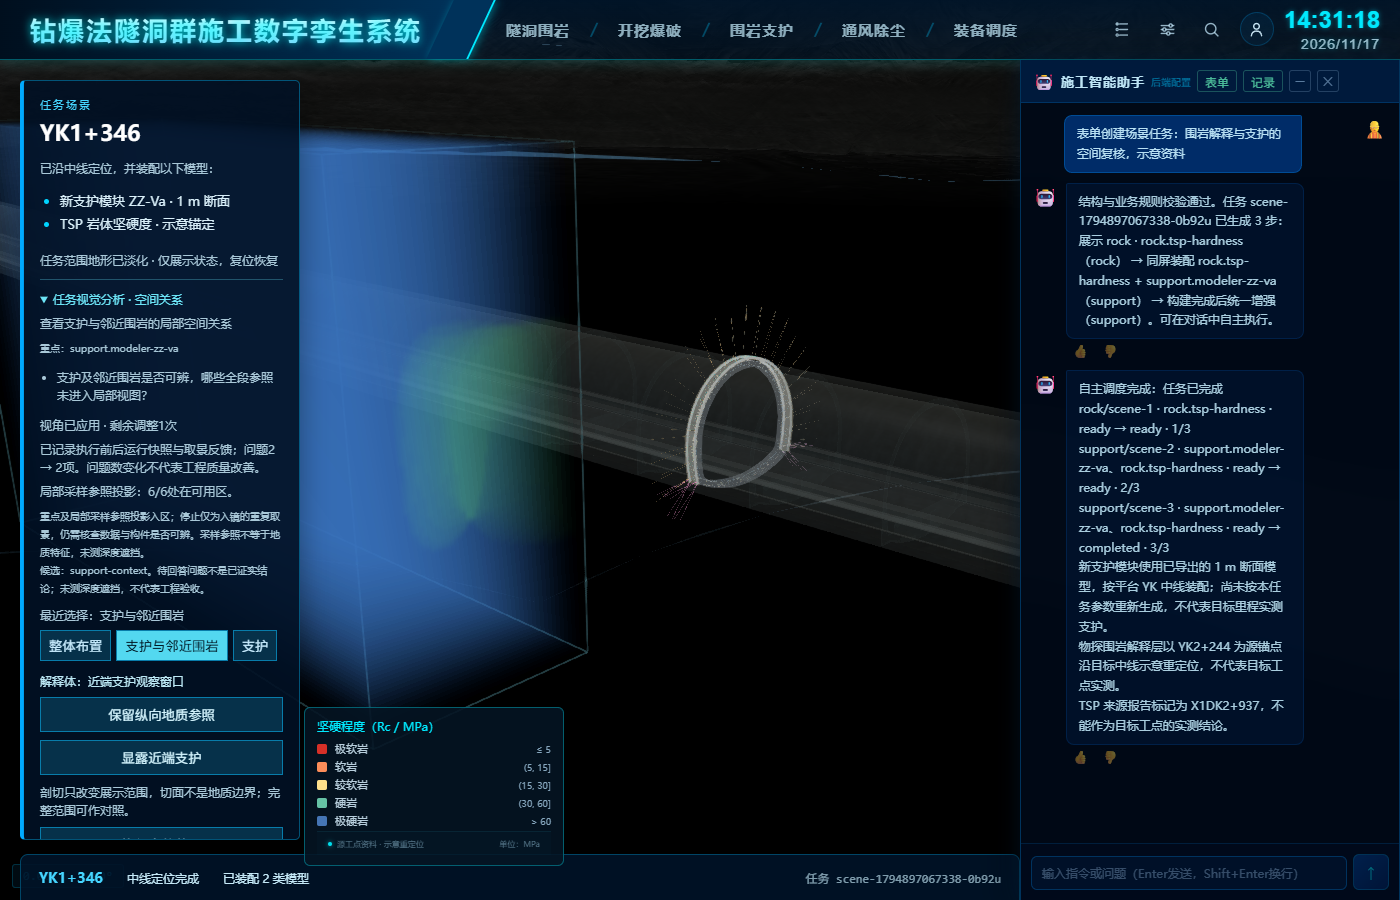 钻爆法隧洞群施工数字孪生系统
隧洞围岩 / 开挖爆破 / 围岩支护 / 通风除尘 / 装备调度
14:31:18
2026/11/17
任务场景
YK1+346
已沿中线定位，并装配以下模型：
新支护模块 ZZ-Va · 1 m 断面
TSP 岩体坚硬度 · 示意锚定
任务范围地形已淡化 · 仅展示状态，复位恢复
▼ 任务视觉分析 · 空间关系
查看支护与邻近围岩的局部空间关系
重点：support.modeler-zz-va
支护及邻近围岩是否可辨，哪些全段参照
未进入局部视图？
视角已应用 · 剩余调整1次
已记录执行前后运行快照与取景反馈；问题2
→ 2项。问题数变化不代表工程质量改善。
局部采样参照投影：6/6处在可用区。
重点及局部采样参照投影入区；停止仅为入镜的重复取
景，仍需核查数据与构件是否可辨。采样参照不等于地
质特征，未测深度遮挡。
候选：support-context。待回答问题不是已证实结
论；未测深度遮挡，不代表工程验收。
最近选择：支护与邻近围岩
整体布置
支护与邻近围岩
支护
解释体：近端支护观察窗口
保留纵向地质参照
显露近端支护
剖切只改变展示范围，切面不是地质边界；完
整范围可作对照。
坚硬程度（Rc / MPa）
极软岩 ≤ 5
软岩 (5, 15]
较软岩 (15, 30]
硬岩 (30, 60]
极硬岩 > 60
源工点资料 · 示意重定位 单位：MPa
YK1+346 中线定位完成 已装配 2 类模型
任务 scene-1794897067338-0b92u
施工智能助手 后端配置 表单 记录
表单创建场景任务：围岩解释与支护的
空间复核，示意资料
结构与业务规则校验通过。任务 scene-
1794897067338-0b92u 已生成 3 步：
展示 rock · rock.tsp-hardness
（rock） → 同屏装配 rock.tsp-
hardness + support.modeler-zz-va
（support） → 构建完成后统一增强
（support）。可在对话中自主执行。
自主调度完成：任务已完成
rock/scene-1 · rock.tsp-hardness ·
ready → ready · 1/3
support/scene-2 · support.modeler-
zz-va、rock.tsp-hardness · ready →
ready · 2/3
support/scene-3 · support.modeler-
zz-va、rock.tsp-hardness · ready →
completed · 3/3
新支护模块使用已导出的 1 m 断面模
型，按平台 YK 中线装配；尚未按本任
务参数重新生成，不代表目标里程实测
支护。
物探围岩解释层以 YK2+244 为源锚点
沿目标中线示意重定位，不代表目标工
点实测。
TSP 来源报告标记为 X1DK2+937，不
能作为目标工点的实测结论。
输入指令或问题（Enter发送，Shift+Enter换行）